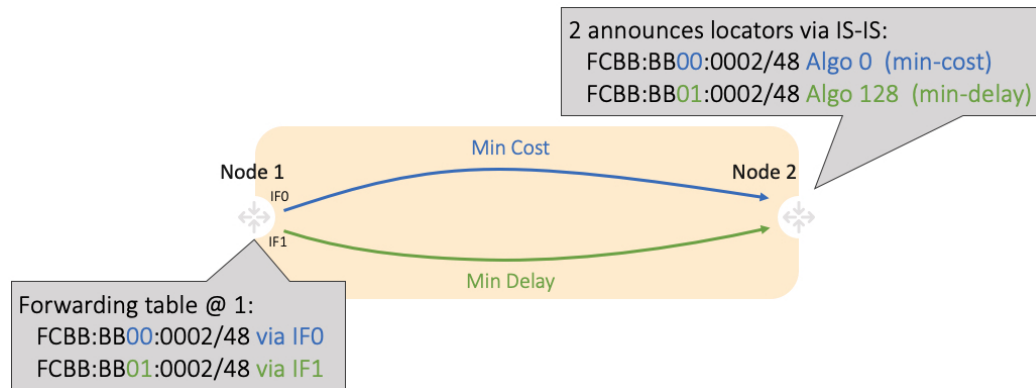 2 announces locators via IS-IS:
FCBB:BB00:0002/48 Algo 0 (min-cost)
FCBB:BB01:0002/48 Algo 128 (min-delay)
Min Cost
Node 1
Node 2
IF0
IF1
Min Delay
Forwarding table @ 1:
FCBB:BB00:0002/48 via IF0
FCBB:BB01:0002/48 via IF1